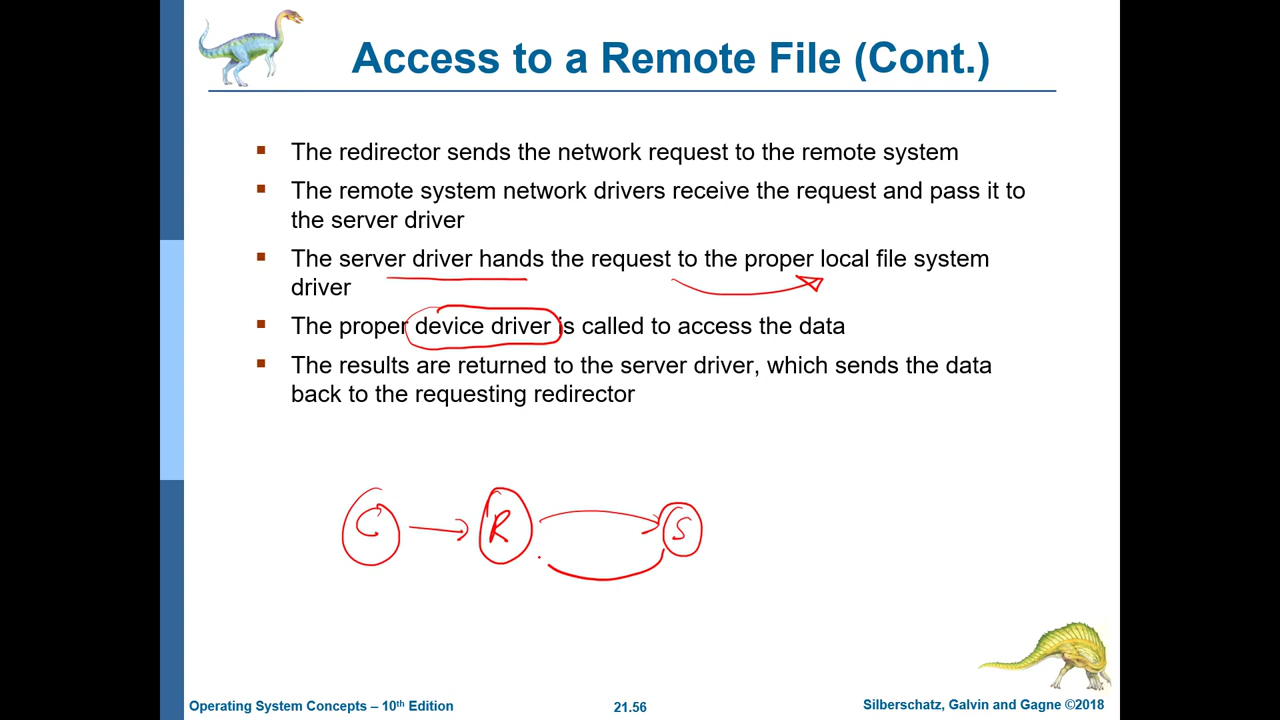 Access to a Remote File (Cont.)
The redirector sends the network request to the remote system
The remote system network drivers receive the request and pass it to
the server driver
The server driver hands the request to the proper local file system
driver
The proper device driver is called to access the data
The results are returned to the server driver, which sends the data
back to the requesting redirector
C R S
Operating System Concepts – 10th Edition
21.56
Silberschatz, Galvin and Gagne ©2018